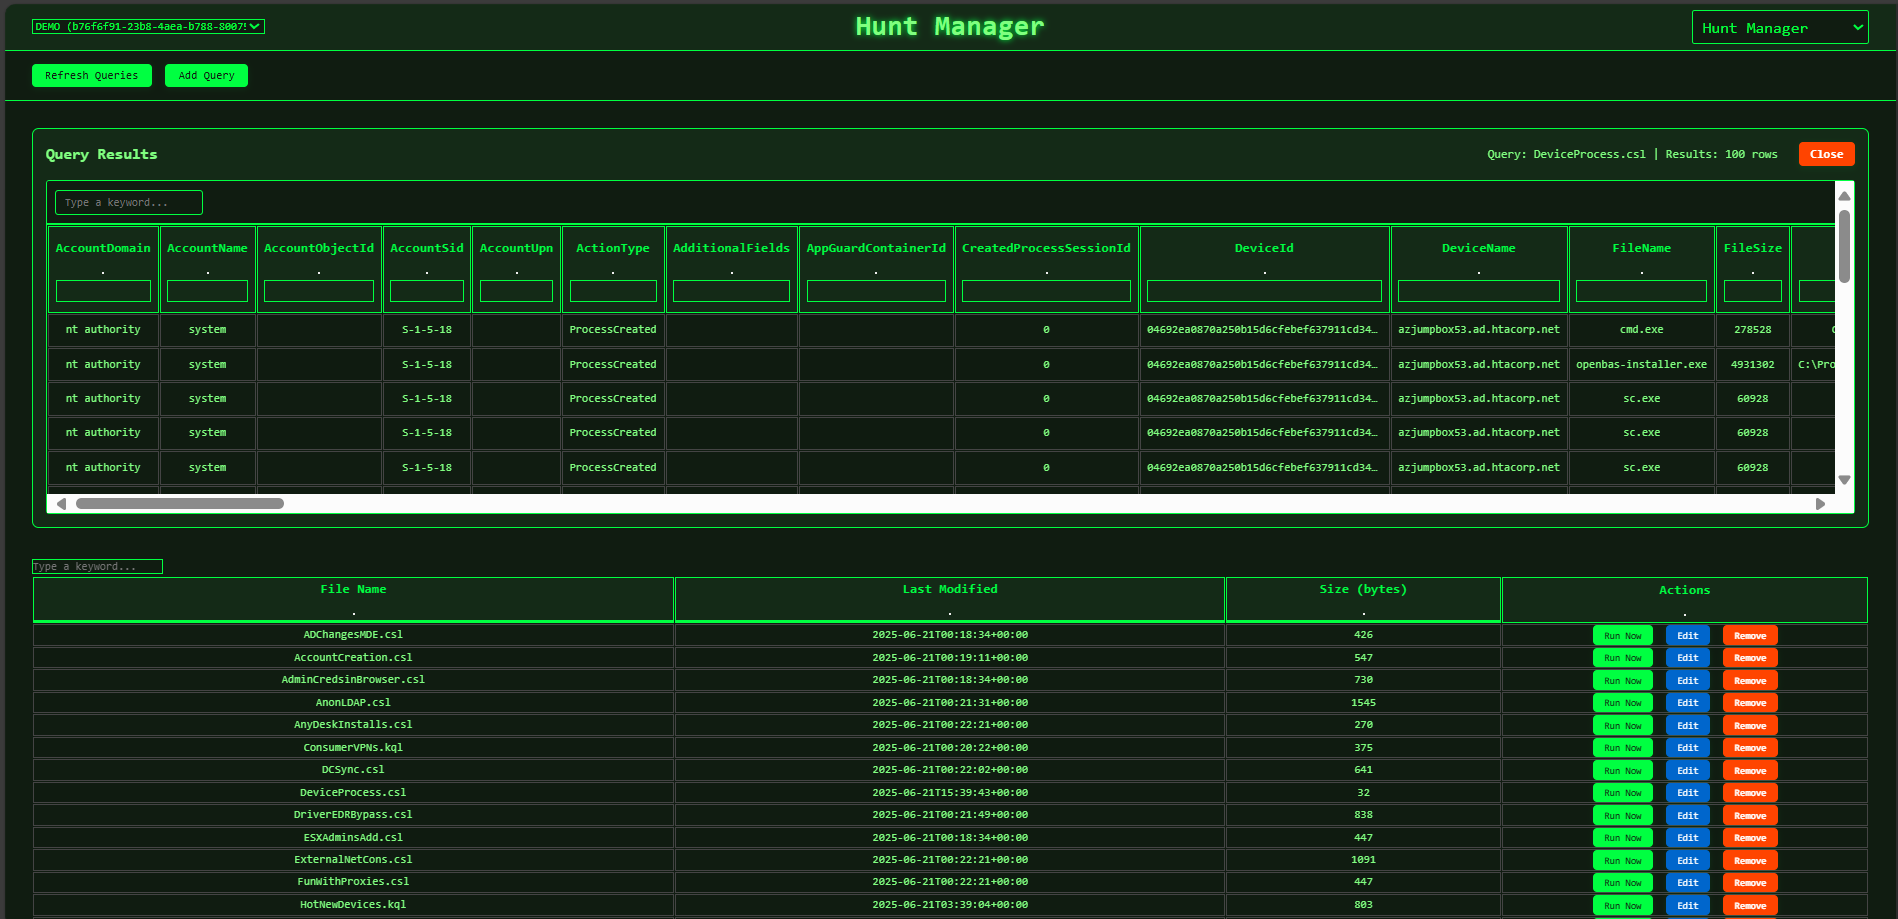 DEMO (b76f6f91-23b8-4aea-b788-8007 Hunt Manager Hunt Manager
Refresh Queries Add Query
Query Results Query: DeviceProcess.csl | Results: 100 rows Close
Type a keyword...
AccountDomain AccountName AccountObjectId AccountSid AccountUpn ActionType AdditionalFields AppGuardContainerId CreatedProcessSessionId DeviceId DeviceName FileName FileSize
nt authority system S-1-5-18 ProcessCreated 0 04692ea0870a250b15d6cfebef637911cd34… azjumpbox53.ad.htacorp.net cmd.exe 278528
nt authority system S-1-5-18 ProcessCreated 0 04692ea0870a250b15d6cfebef637911cd34… azjumpbox53.ad.htacorp.net openbas-installer.exe 4931302 C:\Pro
nt authority system S-1-5-18 ProcessCreated 0 04692ea0870a250b15d6cfebef637911cd34… azjumpbox53.ad.htacorp.net sc.exe 60928
nt authority system S-1-5-18 ProcessCreated 0 04692ea0870a250b15d6cfebef637911cd34… azjumpbox53.ad.htacorp.net sc.exe 60928
nt authority system S-1-5-18 ProcessCreated 0 04692ea0870a250b15d6cfebef637911cd34… azjumpbox53.ad.htacorp.net sc.exe 60928
Type a keyword...
File Name Last Modified Size (bytes) Actions
ADChangesMDE.csl 2025-06-21T00:18:34+00:00 426 Run Now Edit Remove
AccountCreation.csl 2025-06-21T00:19:11+00:00 547 Run Now Edit Remove
AdminCredsinBrowser.csl 2025-06-21T00:18:34+00:00 730 Run Now Edit Remove
AnonLDAP.csl 2025-06-21T00:21:31+00:00 1545 Run Now Edit Remove
AnyDeskInstalls.csl 2025-06-21T00:22:21+00:00 270 Run Now Edit Remove
ConsumerVPNs.kql 2025-06-21T00:20:22+00:00 375 Run Now Edit Remove
DCSync.csl 2025-06-21T00:22:02+00:00 641 Run Now Edit Remove
DeviceProcess.csl 2025-06-21T15:39:43+00:00 32 Run Now Edit Remove
DriverEDRBypass.csl 2025-06-21T00:21:49+00:00 838 Run Now Edit Remove
ESXAdminsAdd.csl 2025-06-21T00:18:34+00:00 447 Run Now Edit Remove
ExternalNetCons.csl 2025-06-21T00:22:21+00:00 1091 Run Now Edit Remove
FunWithProxies.csl 2025-06-21T00:22:21+00:00 447 Run Now Edit Remove
HotNewDevices.kql 2025-06-21T03:39:04+00:00 803 Run Now Edit Remove